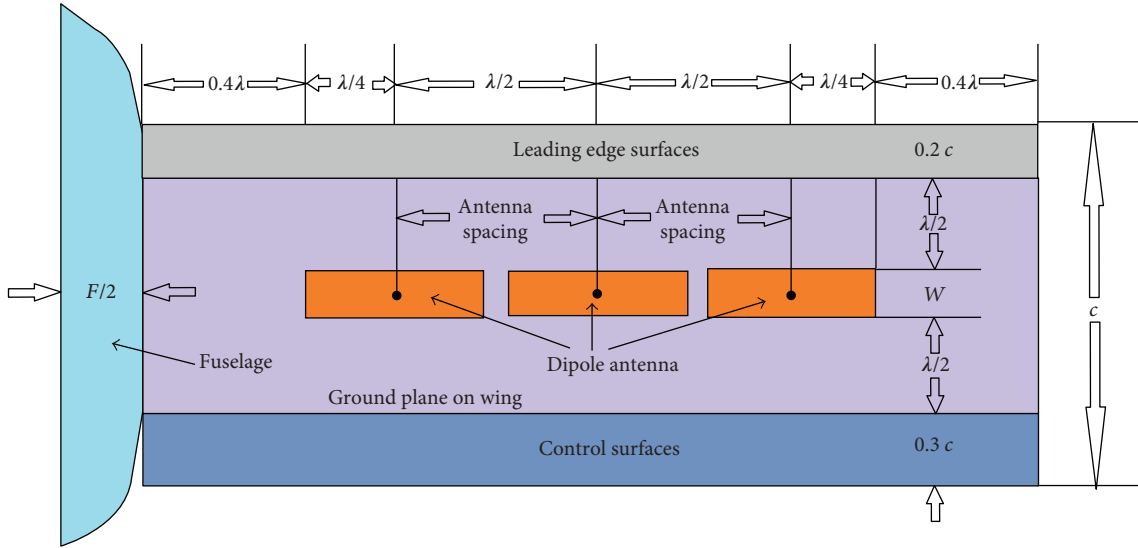 0.4λ
λ/4
λ/2
λ/2
λ/4
0.4λ
Leading edge surfaces
0.2 c
Antenna
spacing
Antenna
spacing
λ/2
F/2
W
c
Fuselage
Dipole antenna
λ/2
Ground plane on wing
Control surfaces
0.3 c